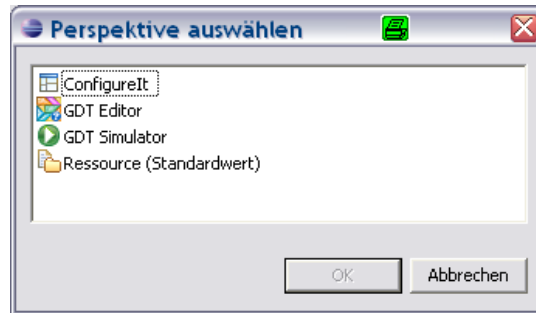 Perspektive auswählen
ConfigureIt
GDT Editor
GDT Simulator
Ressource (Standardwert)
OK
Abbrechen